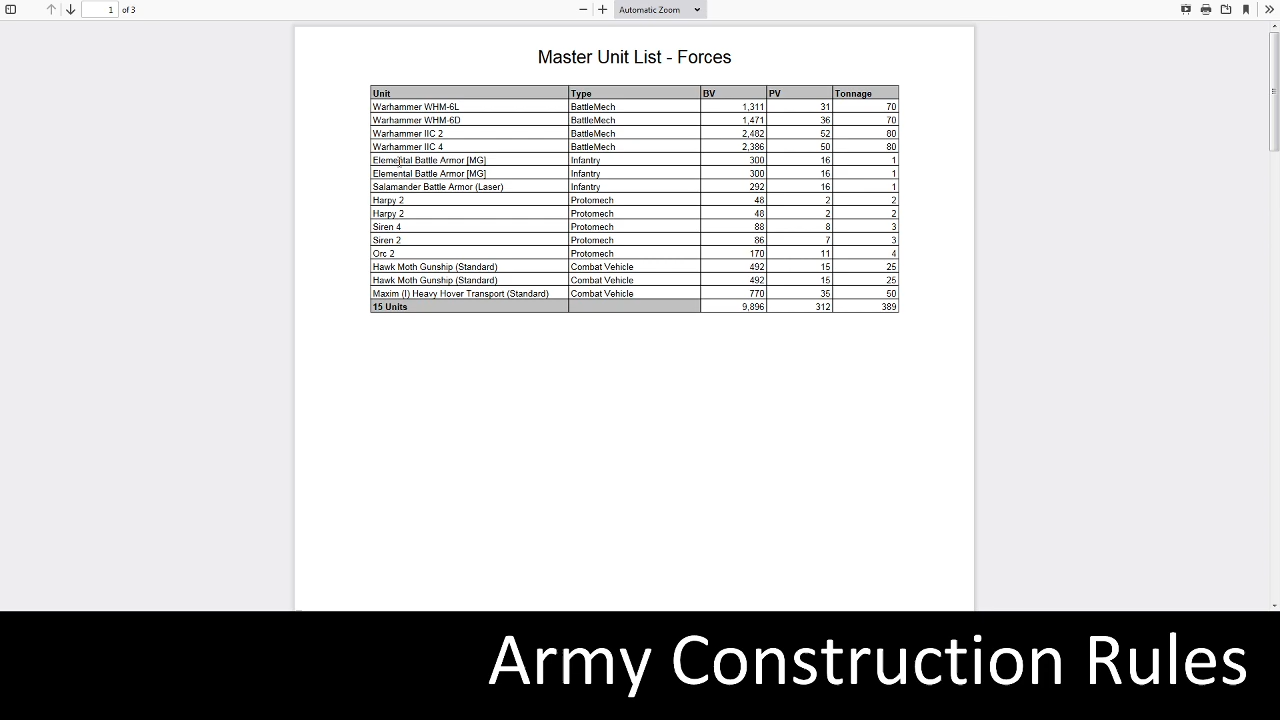 1 of 3 Automatic Zoom
Master Unit List - Forces
Unit Type BV PV Tonnage
Warhammer WHM-6L BattleMech 1,311 31 70
Warhammer WHM-6D BattleMech 1,471 36 70
Warhammer IIC 2 BattleMech 2,482 52 80
Warhammer IIC 4 BattleMech 2,386 50 80
Elemental Battle Armor [MG] Infantry 300 16 1
Elemental Battle Armor [MG] Infantry 300 16 1
Salamander Battle Armor (Laser) Infantry 292 16 1
Harpy 2 Protomech 48 2 2
Harpy 2 Protomech 48 2 2
Siren 4 Protomech 88 8 3
Siren 2 Protomech 86 7 3
Orc 2 Protomech 170 11 4
Hawk Moth Gunship (Standard) Combat Vehicle 492 15 25
Hawk Moth Gunship (Standard) Combat Vehicle 492 15 25
Maxim (I) Heavy Hover Transport (Standard) Combat Vehicle 770 35 50
15 Units 9,896 312 389
Army Construction Rules